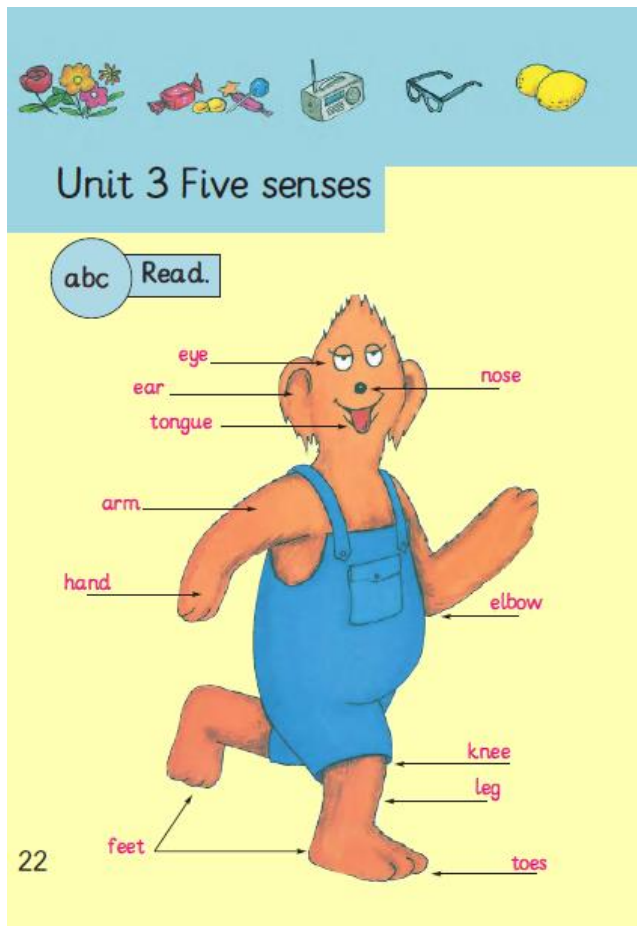 Unit 3 Five senses
abc
Read.
eye
nose
ear
tongue
arm
hand
elbow
knee
leg
feet
toes
22